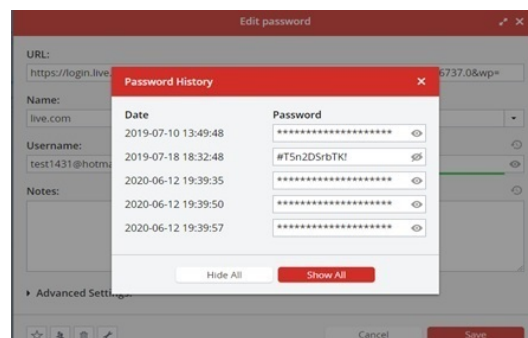 Edit password
URL:
https://login.live. 6737.0&wp=
Name:
live.com
Username:
test1431@hotma
Notes:
Advanced Settings:
Password History
Date Password
2019-07-10 13:49:48 ********************
2019-07-18 18:32:48 #T5n2DSrbTK!
2020-06-12 19:39:35 ********************
2020-06-12 19:39:50 ********************
2020-06-12 19:39:57 ********************
Hide All Show All
Cancel Save